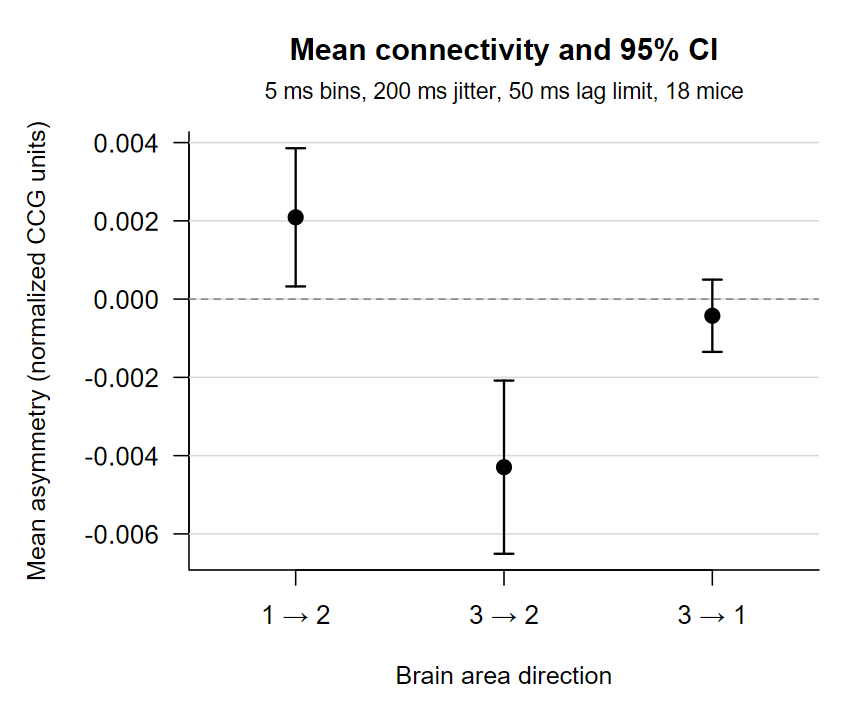 Mean connectivity and 95% CI
5 ms bins, 200 ms jitter, 50 ms lag limit, 18 mice
Mean asymmetry (normalized CCG units)
0.004
0.002
0.000
-0.002
-0.004
-0.006
1 → 2
3 → 2
3 → 1
Brain area direction